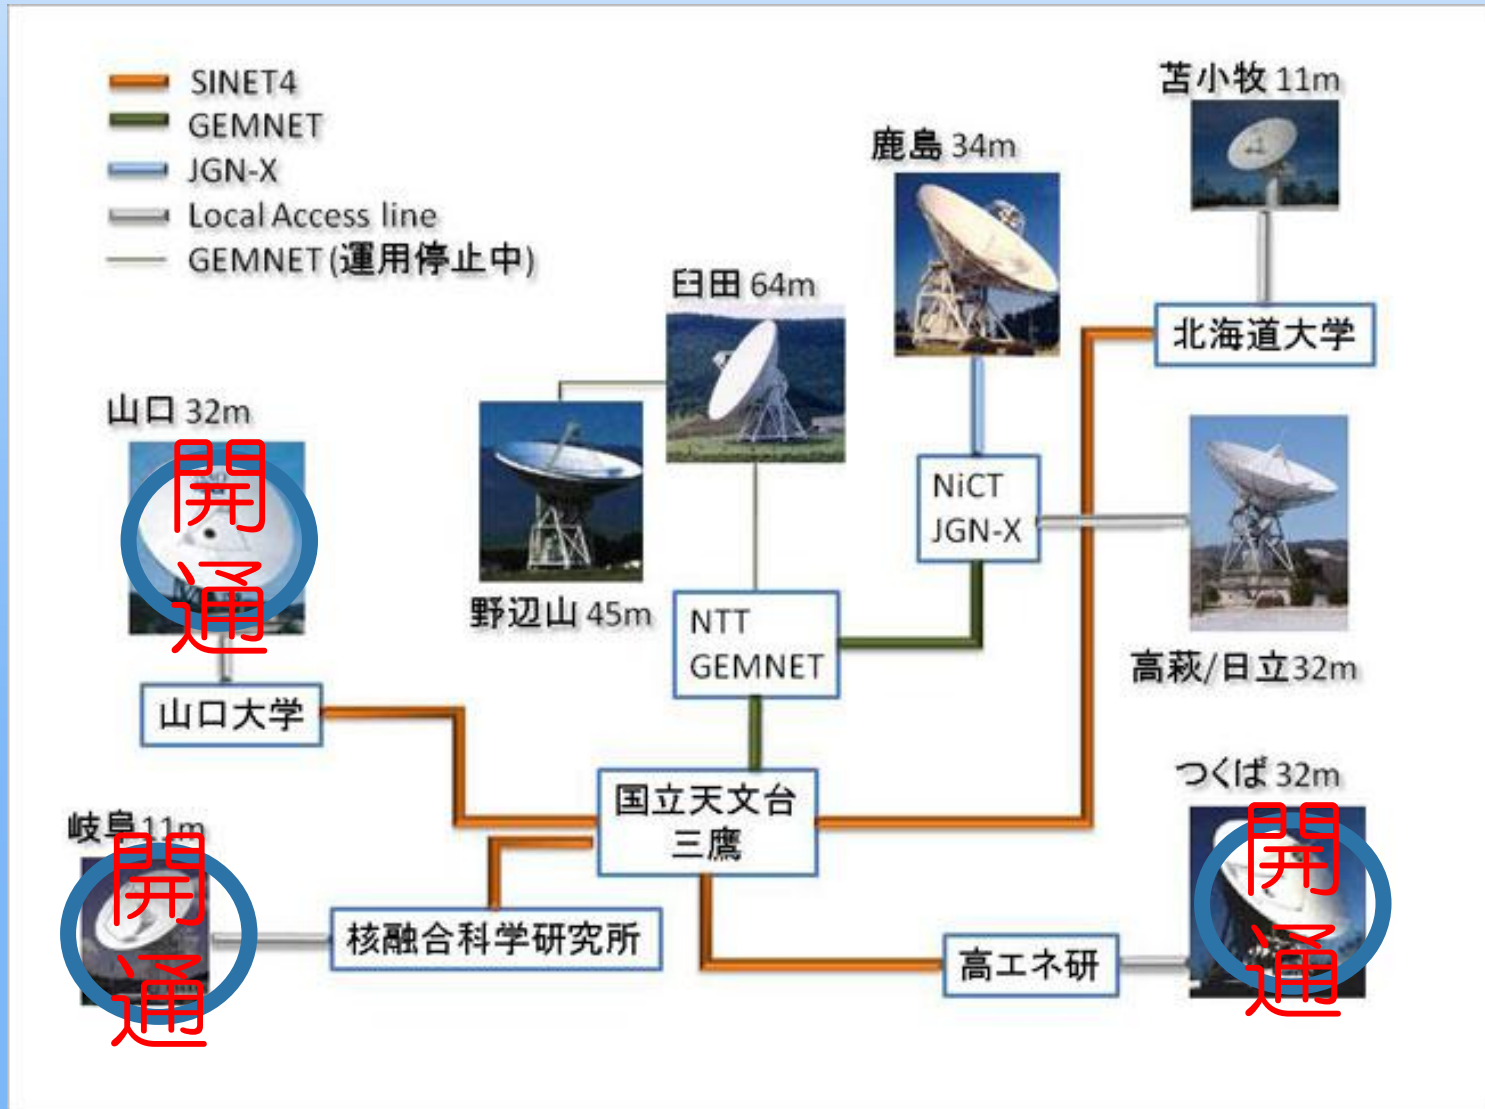 SINET4
GEMNET
JGN-X
Local Access line
GEMNET (運用停止中)
苫小牧 11m
鹿島 34m
臼田 64m
北海道大学
山口 32m
開通
野辺山 45m
NiCT
JGN-X
NTT
GEMNET
高萩/日立32m
山口大学
国立天文台
三鷹
つくば 32m
開通
岐阜 11m
開通
核融合科学研究所
高エネ研